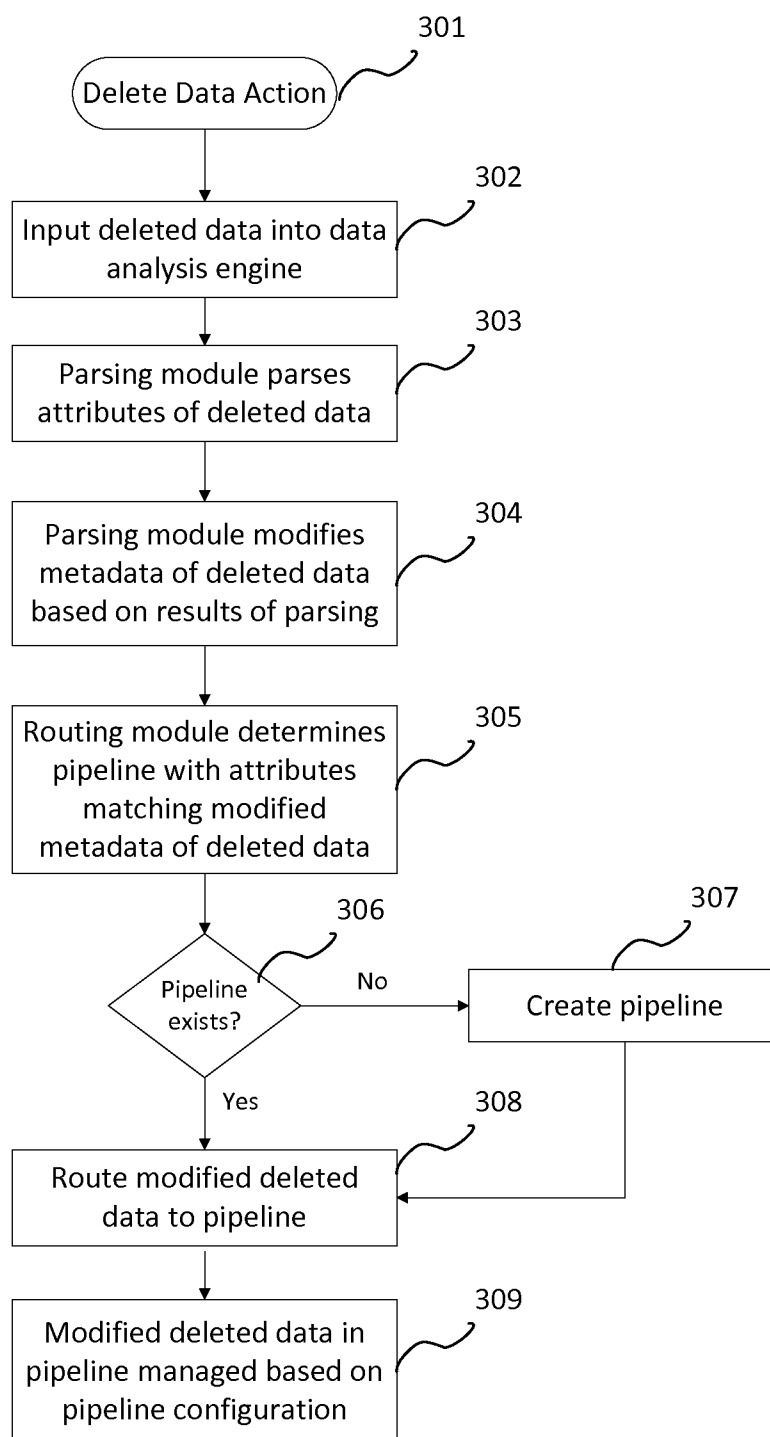 301
Delete Data Action
302
Input deleted data into data
analysis engine
303
Parsing module parses
attributes of deleted data
304
Parsing module modifies
metadata of deleted data
based on results of parsing
305
Routing module determines
pipeline with attributes
matching modified
metadata of deleted data
306
Pipeline
exists?
No
307
Create pipeline
Yes
308
Route modified deleted
data to pipeline
309
Modified deleted data in
pipeline managed based on
pipeline configuration